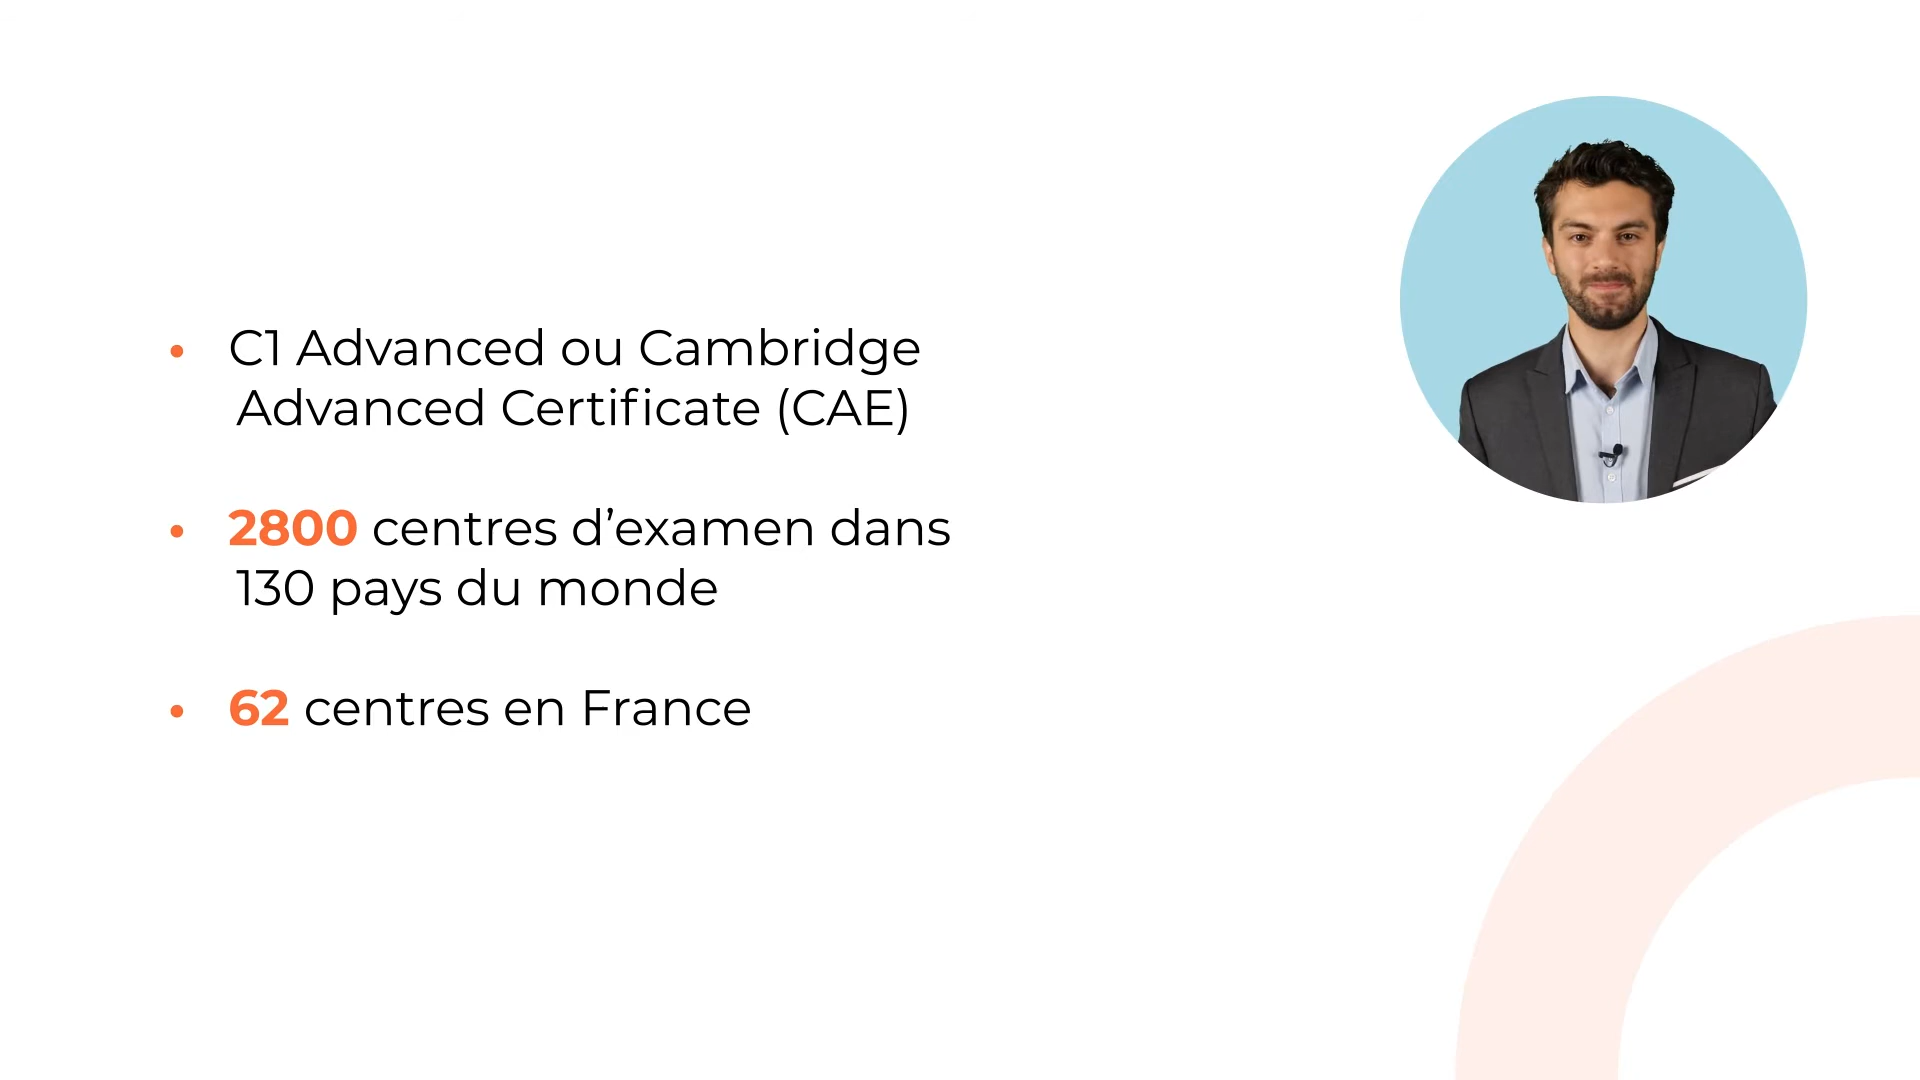 • C1 Advanced ou Cambridge
Advanced Certificate (CAE)
• 2800 centres d’examen dans
130 pays du monde
• 62 centres en France